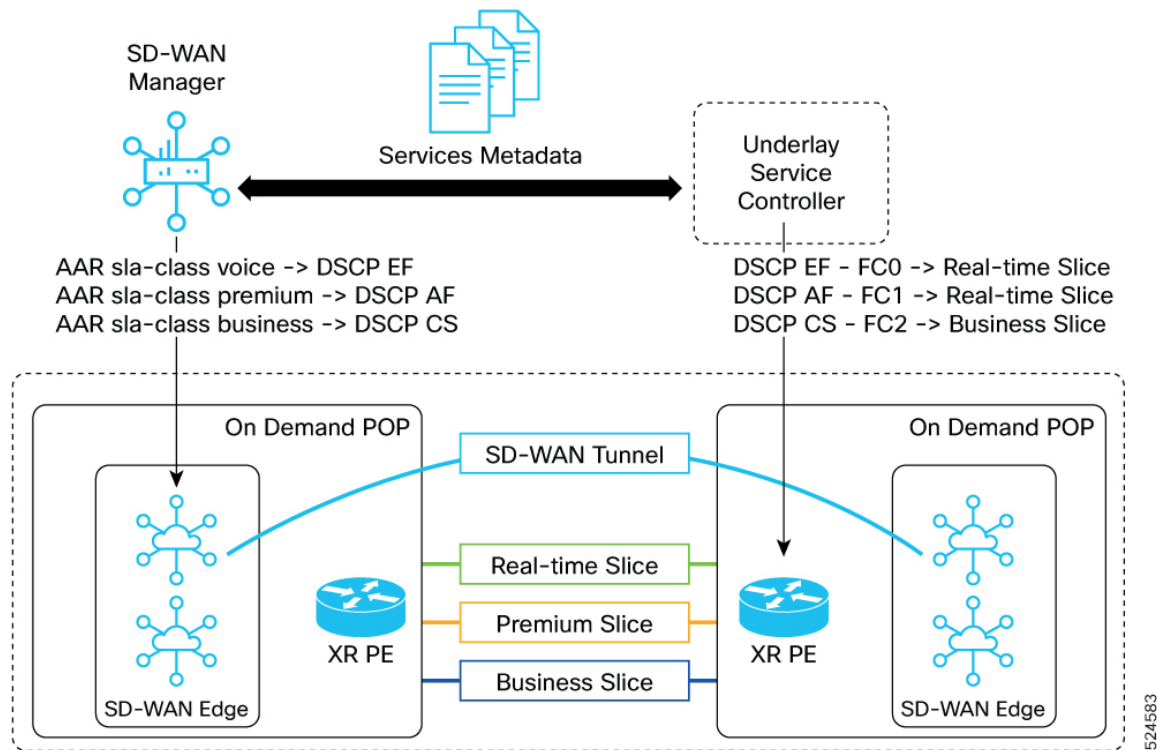 SD-WAN
Manager
Services Metadata
Underlay
Service
Controller
AAR sla-class voice -> DSCP EF
AAR sla-class premium -> DSCP AF
AAR sla-class business -> DSCP CS
DSCP EF - FC0 -> Real-time Slice
DSCP AF - FC1 -> Real-time Slice
DSCP CS - FC2 -> Business Slice
On Demand POP
On Demand POP
SD-WAN Tunnel
Real-time Slice
Premium Slice
Business Slice
XR PE
XR PE
SD-WAN Edge
SD-WAN Edge
524583